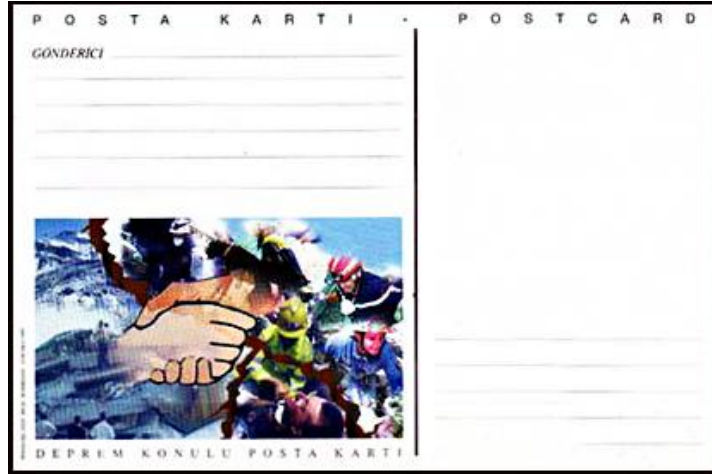 POSTA KARTI - POSTCARD
GÖNDERİCİ
DEPREM KONULU POSTA KARTI